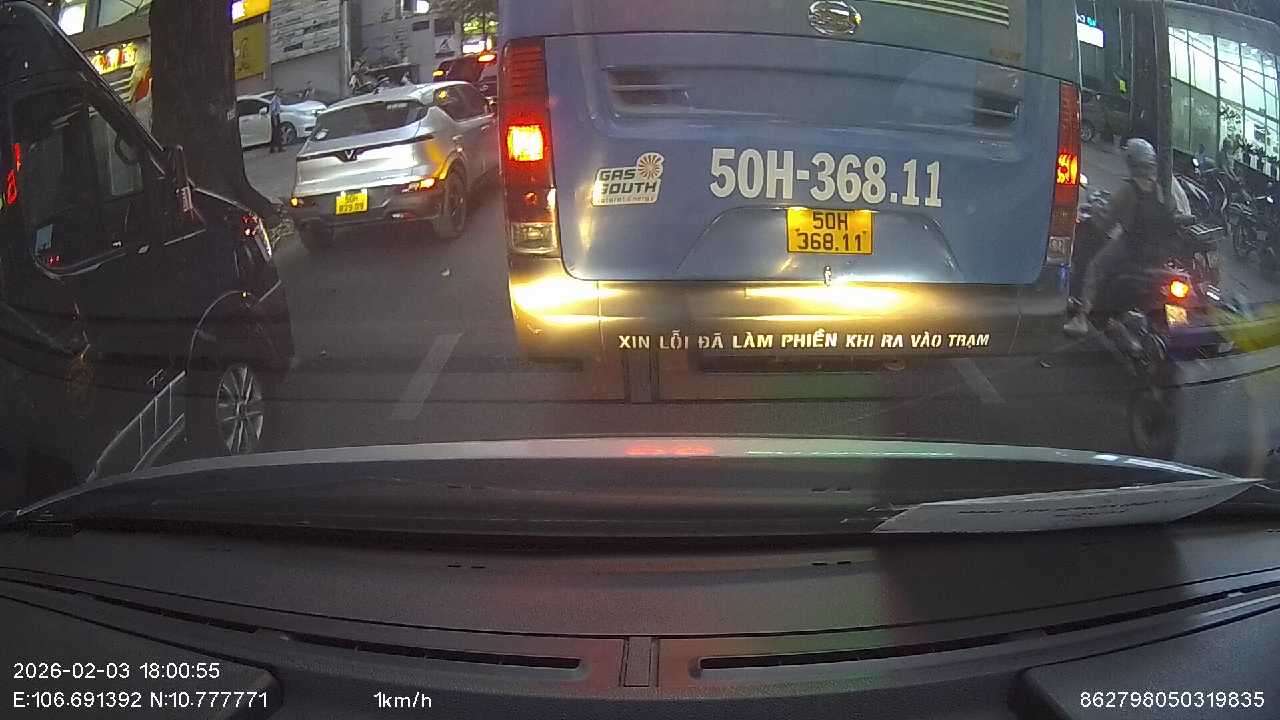 GAS
SOUTH
50H-368.11
50H
368.11
50H
XIN LỖI ĐÃ LÀM PHIỀN KHI RA VÀO TRẠM
2026-02-03 18:00:55
E:106.691392 N:10.777771
1km/h
862798050319835